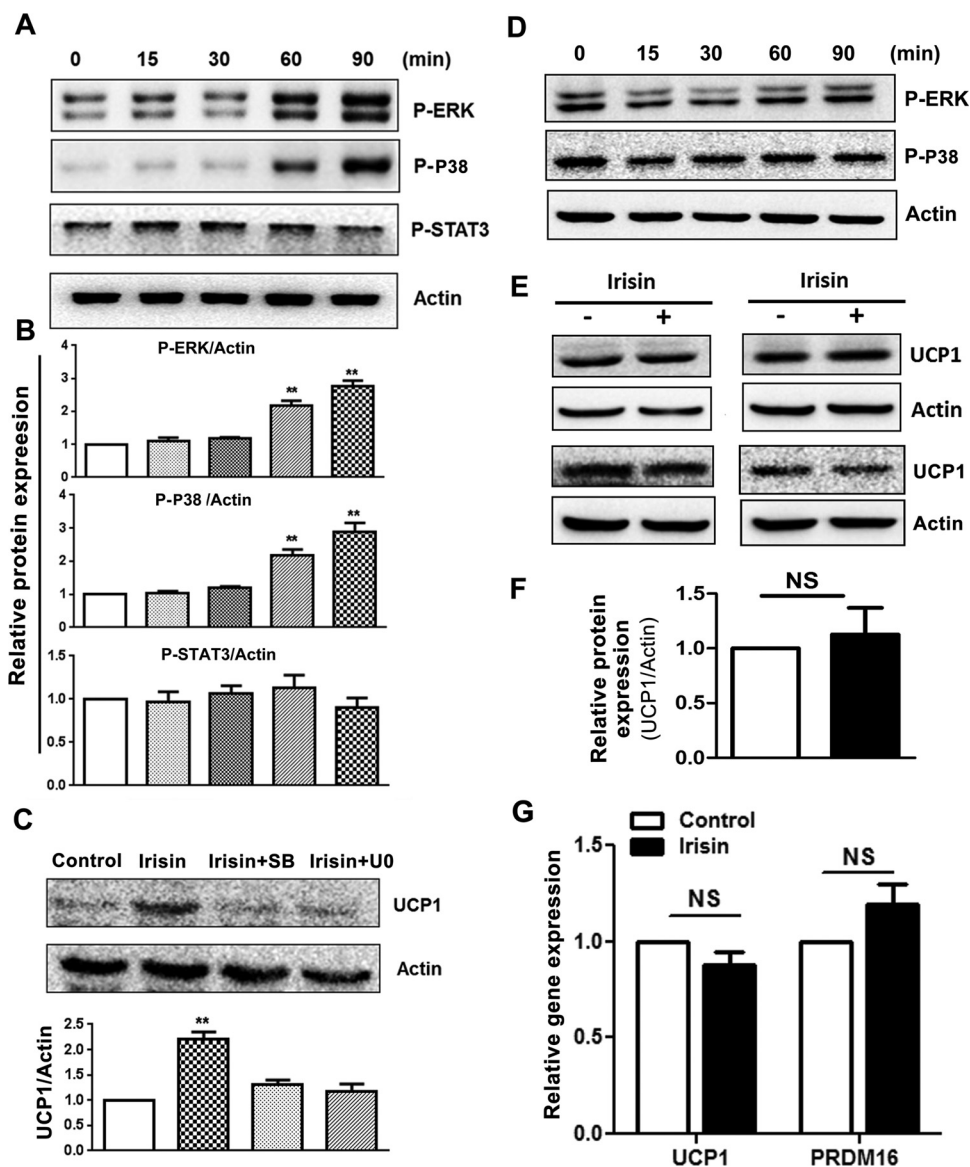 A
0 15 30 60 90 (min)
P-ERK
P-P38
P-STAT3
Actin
B
Relative protein expreesion
P-ERK/Actin
4
3
2
1
0
**
**
P-P38 /Actin
4
3
2
1
0
**
**
P-STAT3/Actin
1.5
1.0
0.5
0.0
C
Control Irisin Irisin+SB Irisin+U0
UCP1
Actin
UCP1/Actin
2.5
2.0
1.5
1.0
0.5
0.0
**
D
0 15 30 60 90 (min)
P-ERK
P-P38
Actin
E
Irisin Irisin
- + - +
UCP1
Actin
UCP1
Actin
F
Relative protein
expression
(UCP1/Actin)
1.5
1.0
0.5
0.0
NS
G
Control
Irisin
Relative gene expression
1.5
1.0
0.5
0.0
NS
NS
UCP1 PRDM16